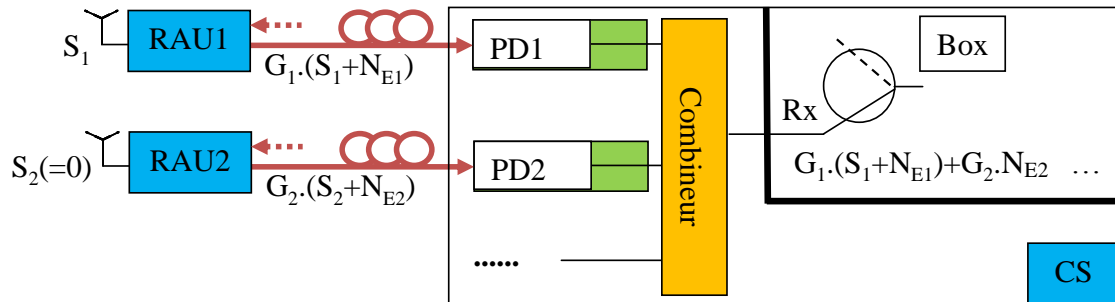 S1
RAU1
G1.(S1+NE1)
PD1
Box
Rx
Combineur
S2(=0)
RAU2
G2.(S2+NE2)
PD2
G1.(S1+NE1)+G2.NE2 …
......
CS